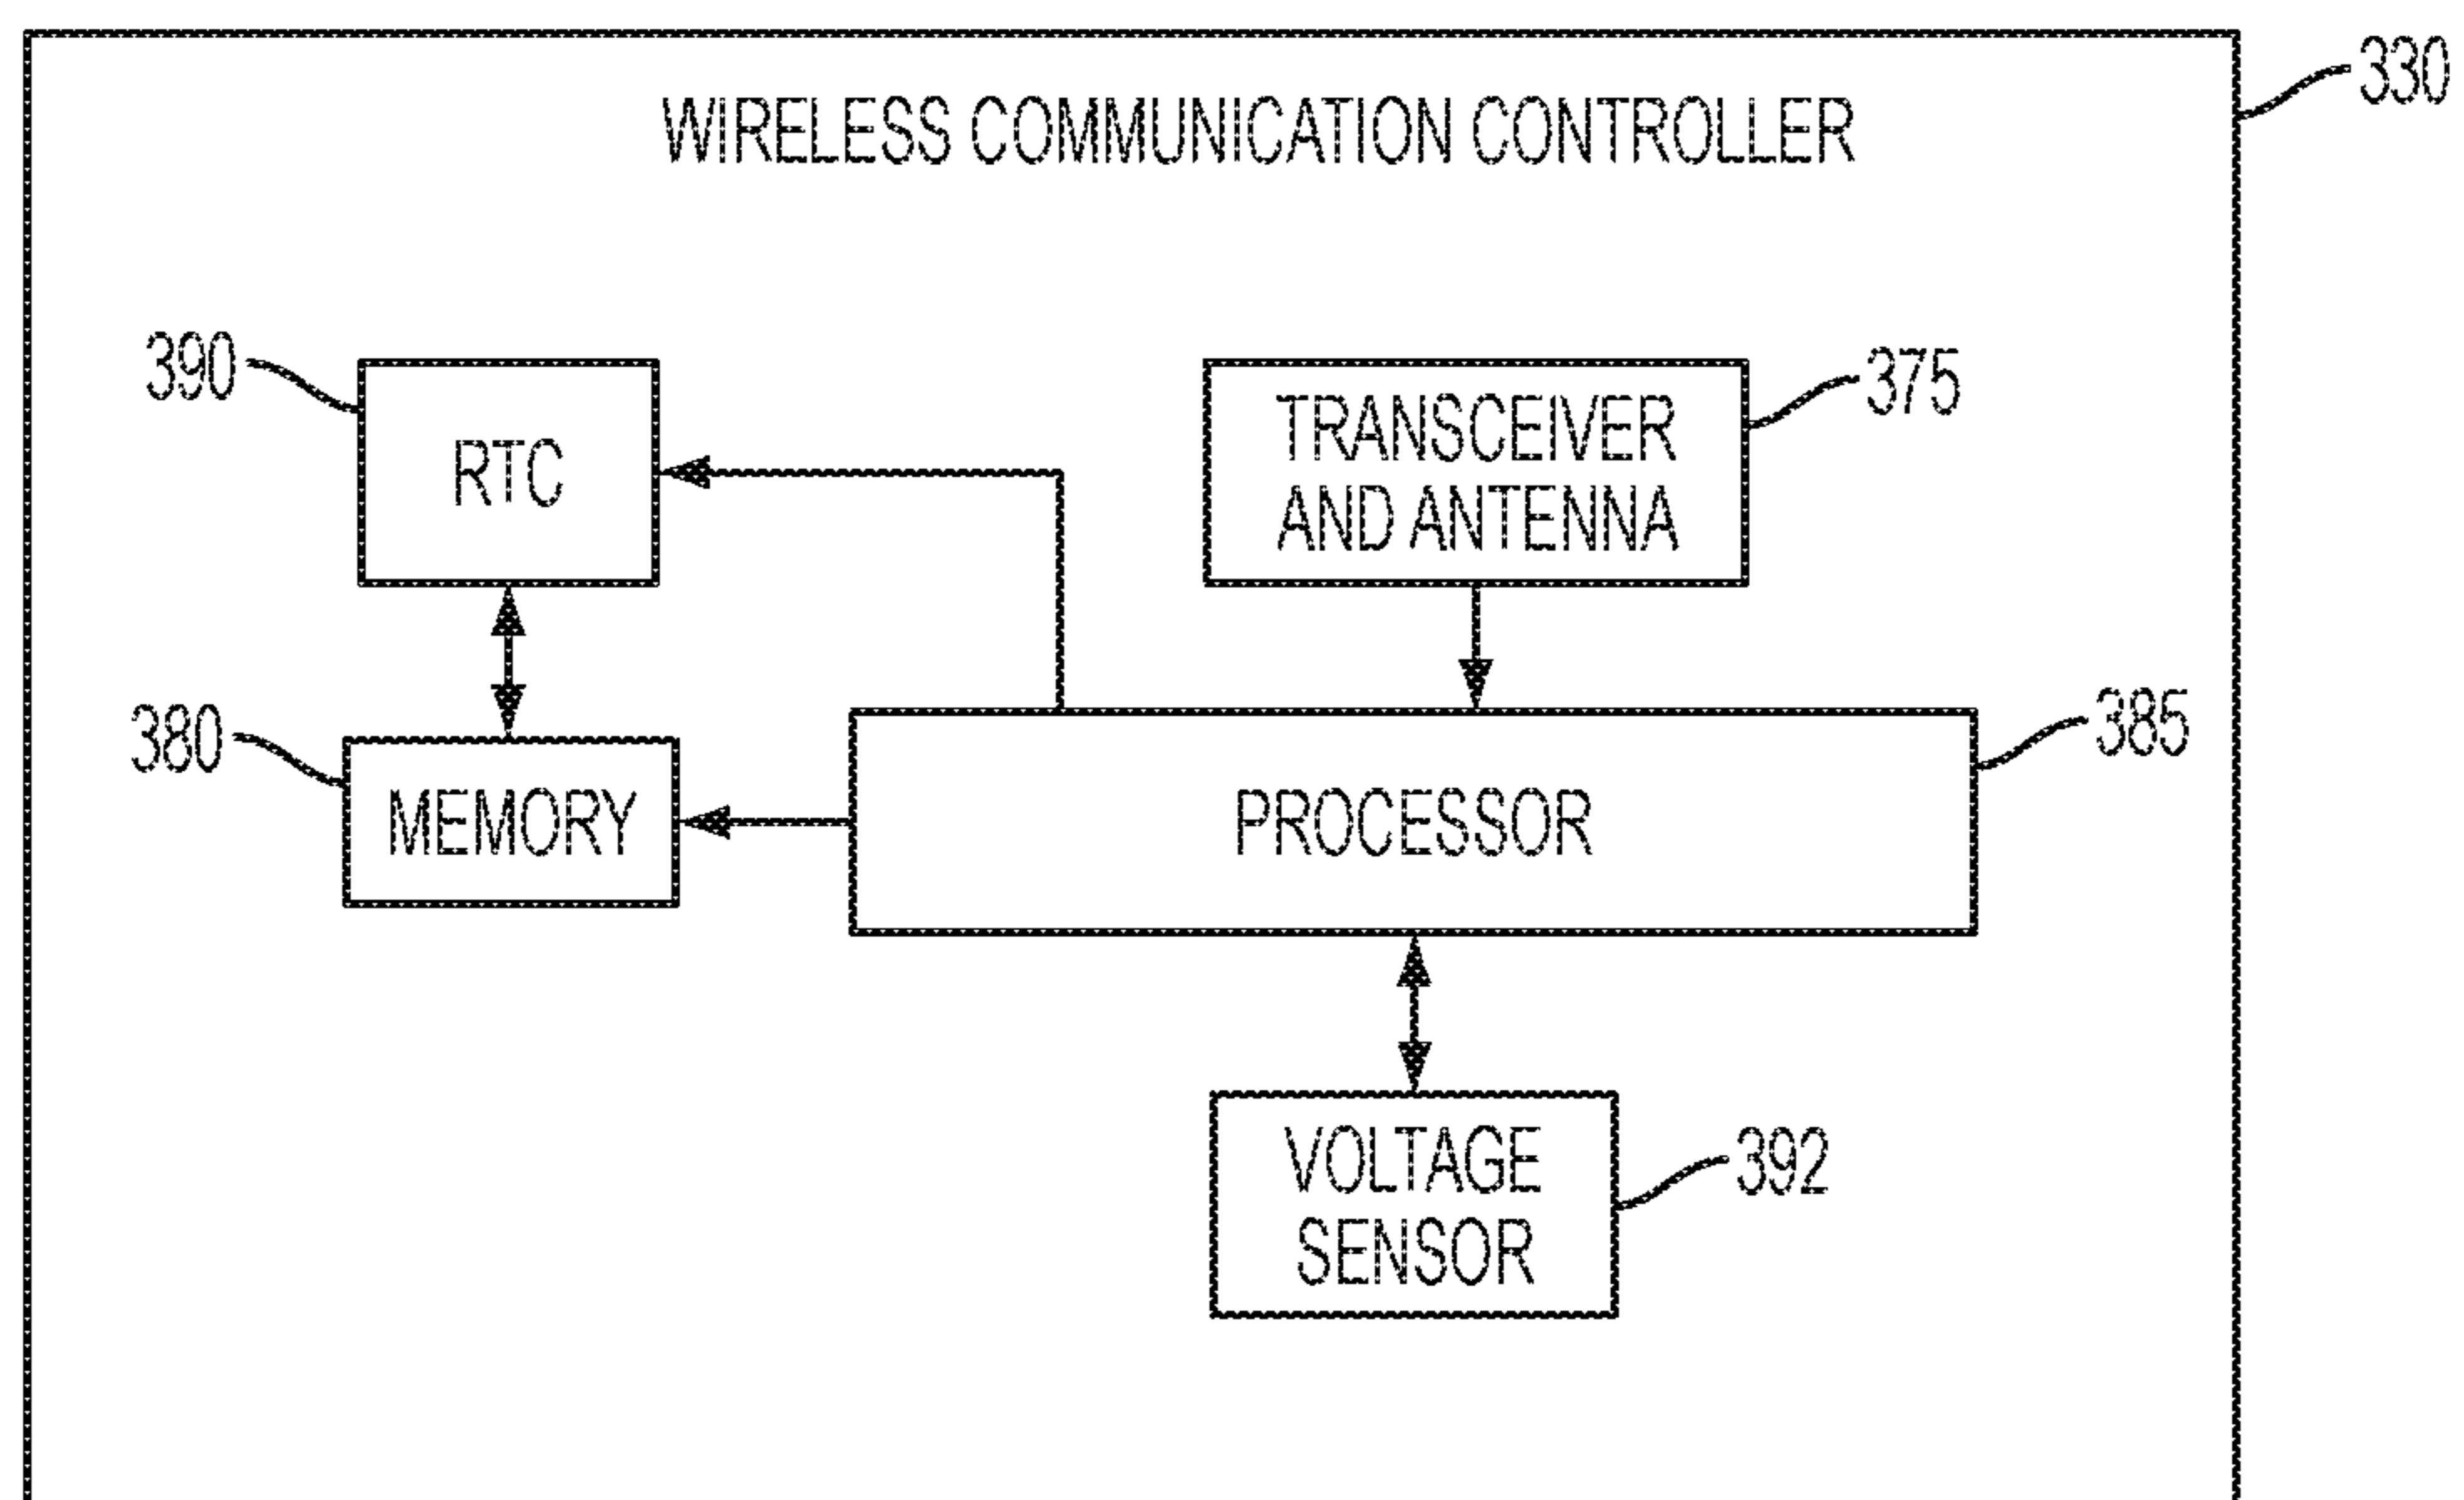 330
WIRELESS COMMUNICATION CONTROLLER
390
RTC
TRANSCEIVER
AND ANTENNA
375
380
MEMORY
PROCESSOR
385
VOLTAGE
SENSOR
392